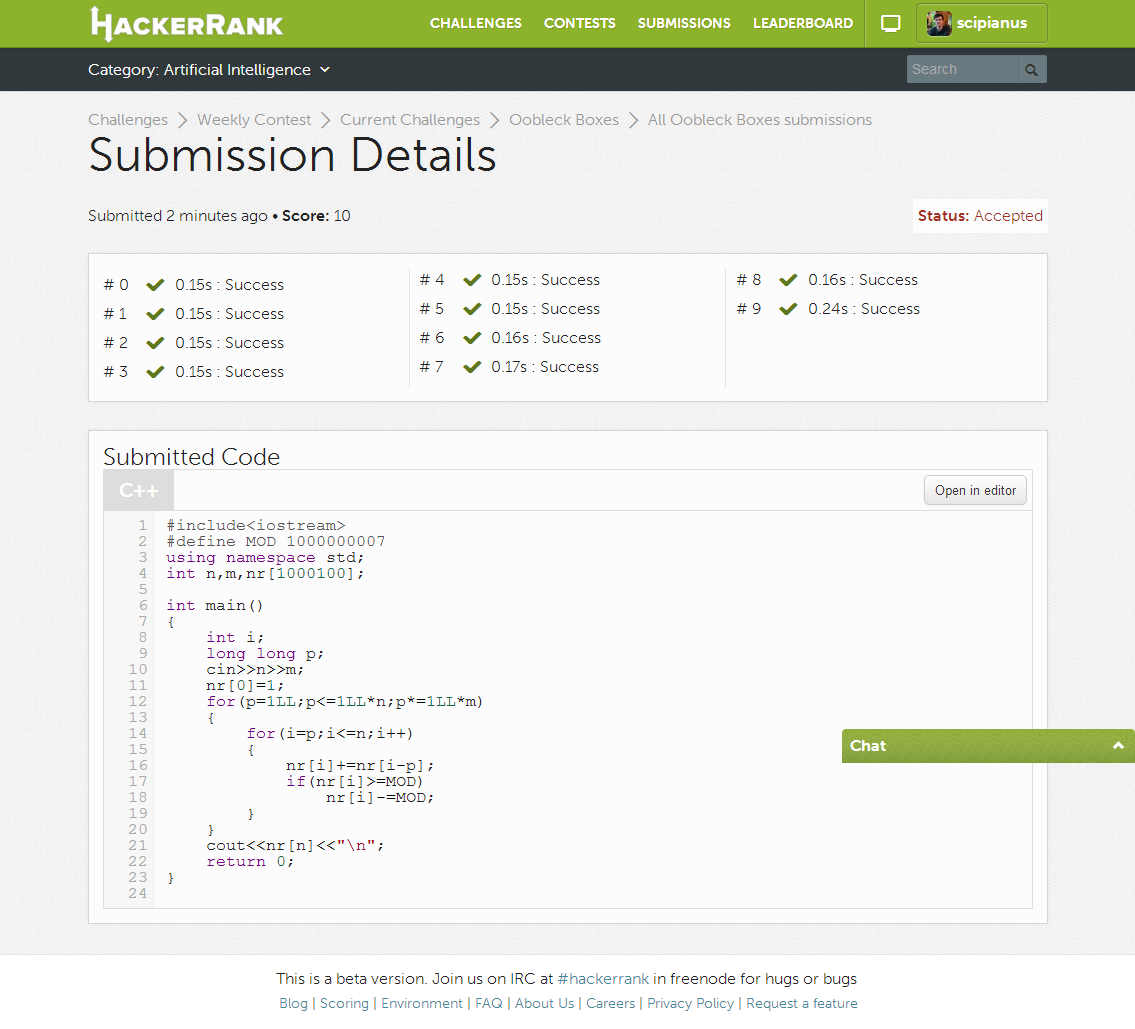 HACKERRANK CHALLENGES CONTESTS SUBMISSIONS LEADERBOARD scipianus
Category: Artificial Intelligence Search
Challenges Weekly Contest Current Challenges Oobleck Boxes All Oobleck Boxes submissions
Submission Details
Submitted 2 minutes ago • Score: 10 Status: Accepted
# 0 0.15s : Success
# 1 0.15s : Success
# 2 0.15s : Success
# 3 0.15s : Success
# 4 0.15s : Success
# 5 0.15s : Success
# 6 0.16s : Success
# 7 0.17s : Success
# 8 0.16s : Success
# 9 0.24s : Success
Submitted Code
C++ Open in editor
1 #include<iostream>
2 #define MOD 1000000007
3 using namespace std;
4 int n,m,nr[1000100];
5
6 int main()
7 {
8 int i;
9 long long p;
10 cin>>n>>m;
11 nr[0]=1;
12 for(p=1LL;p<=1LL*n;p*=1LL*m)
13 {
14 for(i=p;i<=n;i++)
15 {
16 nr[i]+=nr[i-p];
17 if(nr[i]>=MOD)
18 nr[i]-=MOD;
19 }
20 }
21 cout<<nr[n]<<"\n";
22 return 0;
23 }
24
Chat
This is a beta version. Join us on IRC at #hackerrank in freenode for hugs or bugs
Blog | Scoring | Environment | FAQ | About Us | Careers | Privacy Policy | Request a feature